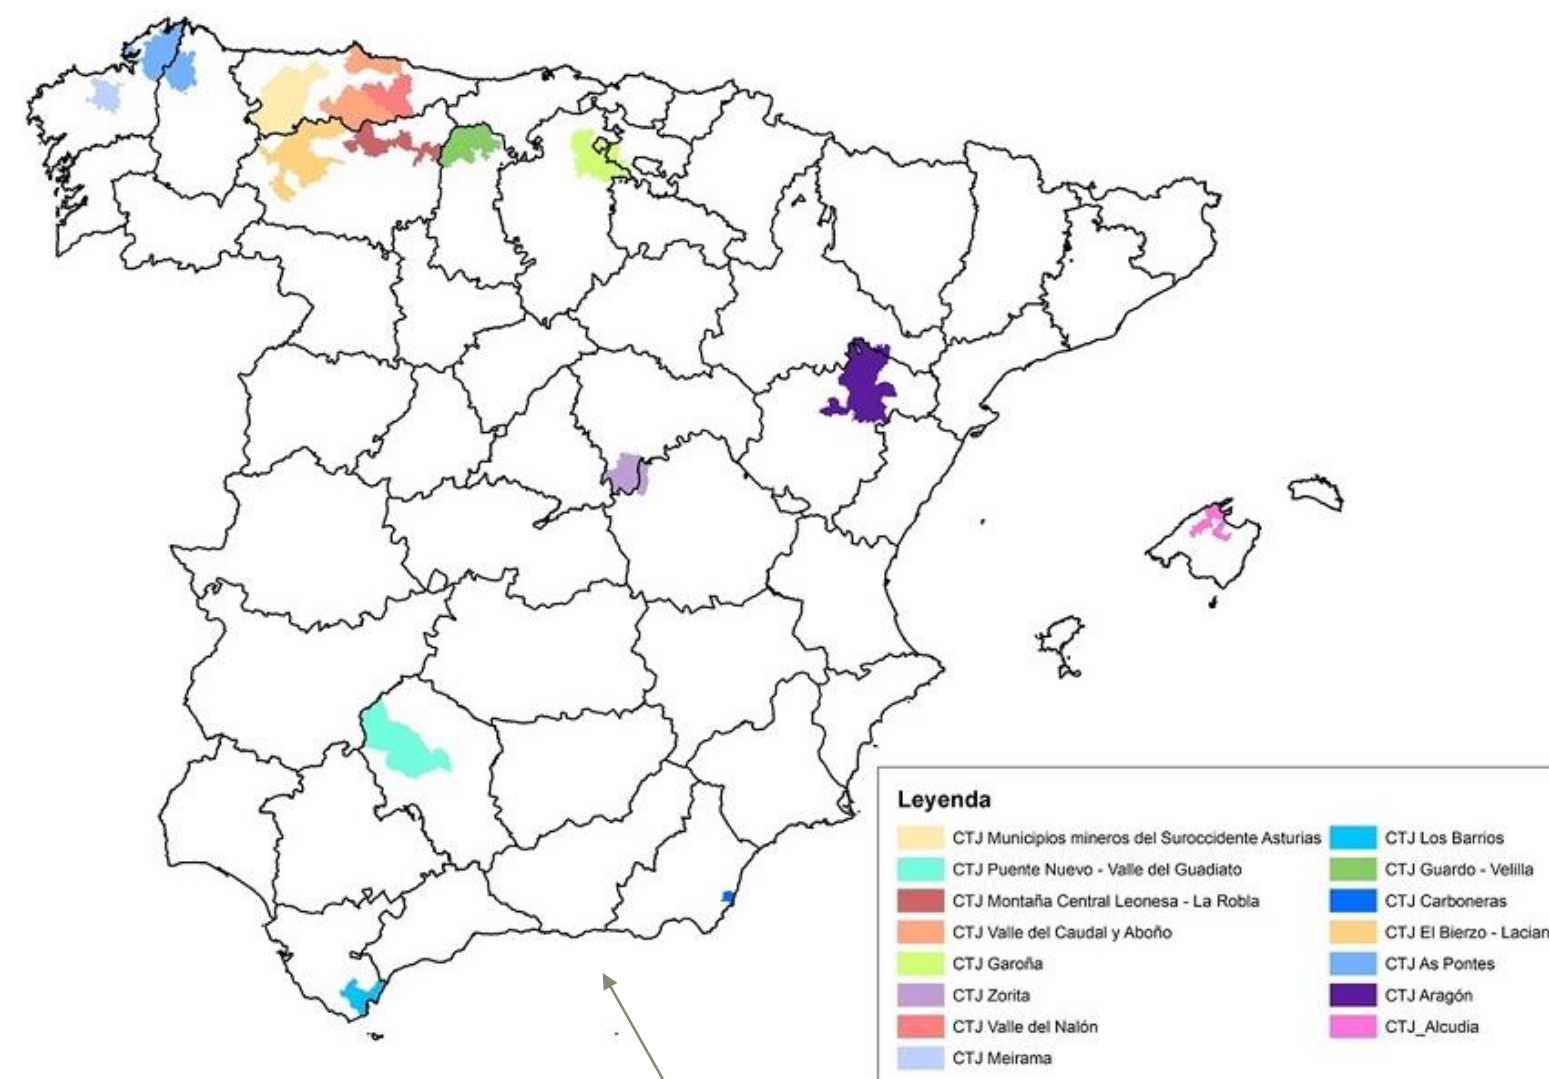 Leyenda
CTJ Municipios mineros del Suroccidente Asturias
CTJ Puente Nuevo - Valle del Guadiato
CTJ Montaña Central Leonesa - La Robla
CTJ Valle del Caudal y Aboño
CTJ Garoña
CTJ Zorita
CTJ Valle del Nalón
CTJ Meirama
CTJ Los Barrios
CTJ Guardo - Velilla
CTJ Carboneras
CTJ El Bierzo - Lacian
CTJ As Pontes
CTJ Aragón
CTJ_Alcudia